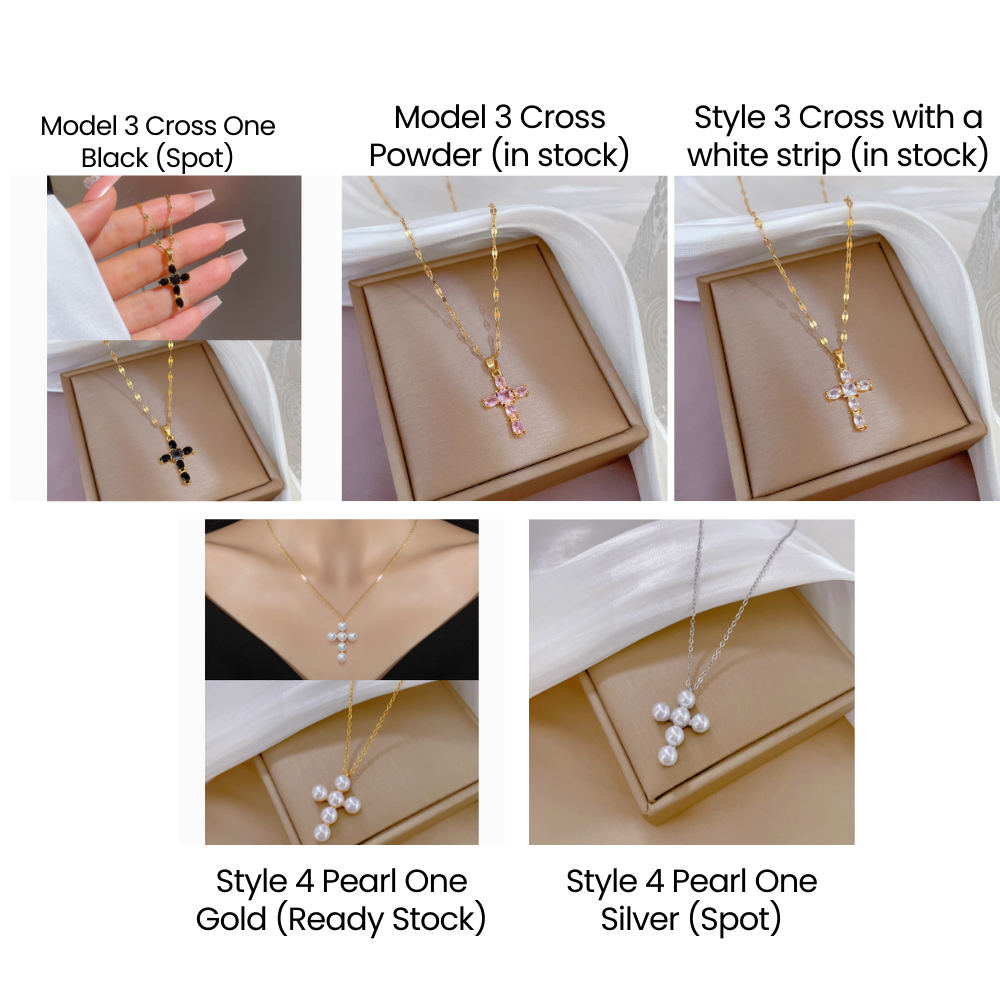 Model 3 Cross One
Black (Spot)
Model 3 Cross
Powder (in stock)
Style 3 Cross with a
white strip (in stock)
Style 4 Pearl One
Gold (Ready Stock)
Style 4 Pearl One
Silver (Spot)